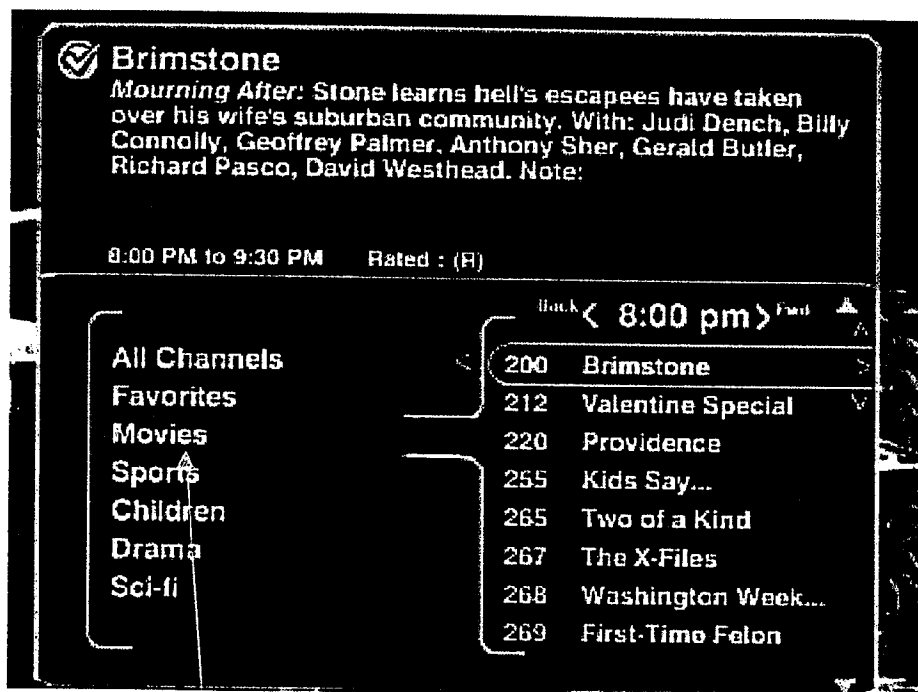 Brimstone
Mourning After: Stone learns hell's escapees have taken
over his wife's suburban community. With: Judi Dench, Billy
Connolly, Geoffrey Palmer, Anthony Sher, Gerald Butler,
Richard Pasco, David Westhead. Note:
8:00 PM to 9:30 PM Rated : (R)
Back < 8:00 pm > Fwd
All Channels
Favorites
Movies
Sports
Children
Drama
Sci-fi
200 Brimstone
212 Valentine Special
220 Providence
255 Kids Say...
265 Two of a Kind
267 The X-Files
268 Washington Week...
269 First-Time Felon